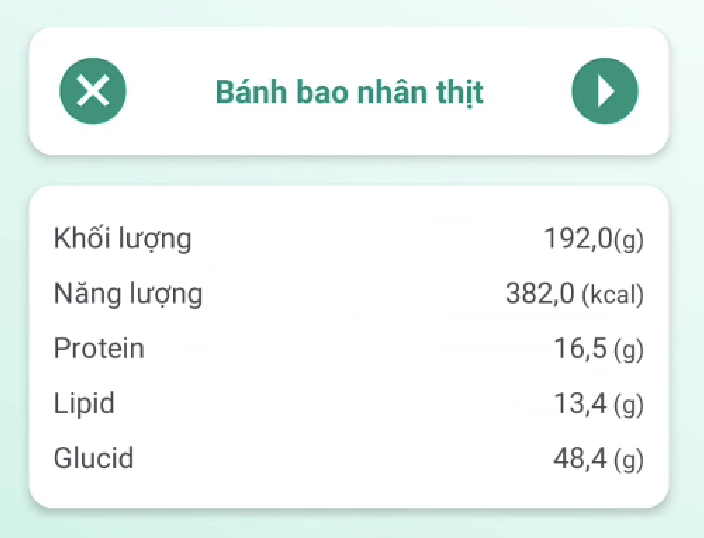 Bánh bao nhân thịt
Khối lượng 192,0(g)
Năng lượng 382,0 (kcal)
Protein 16,5 (g)
Lipid 13,4 (g)
Glucid 48,4 (g)